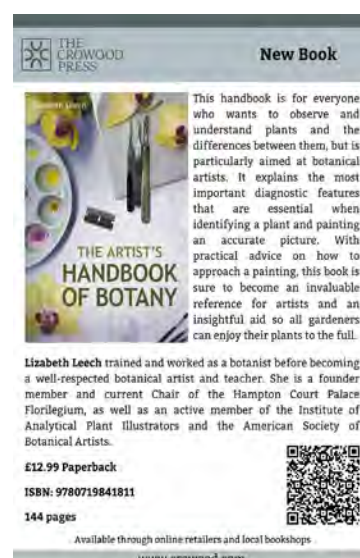 THE
CROWOOD
PRESS
New Book
Lizabeth Leech
THE ARTIST'S
HANDBOOK
OF BOTANY
This handbook is for everyone
who wants to observe and
understand plants and the
differences between them, but is
particularly aimed at botanical
artists. It explains the most
important diagnostic features
that are essential when
identifying a plant and painting
an accurate picture. With
practical advice on how to
approach a painting, this book is
sure to become an invaluable
reference for artists and an
insightful aid so all gardeners
can enjoy their plants to the full.
Lizabeth Leech trained and worked as a botanist before becoming
a well-respected botanical artist and teacher. She is a founder
member and current Chair of the Hampton Court Palace
Florilegium, as well as an active member of the Institute of
Analytical Plant Illustrators and the American Society of
Botanical Artists.
£12.99 Paperback
ISBN: 9780719841811
144 pages
Available through online retailers and local bookshops
www.crowood.com